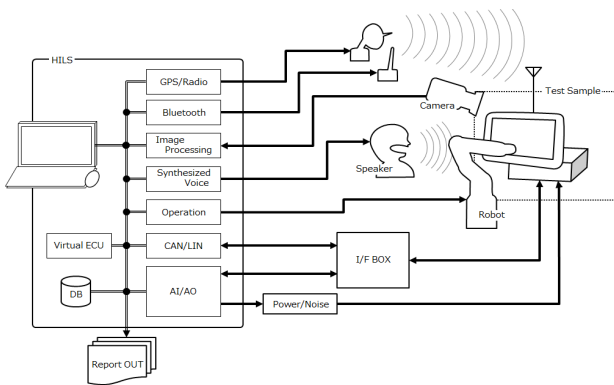 HILS
GPS/Radio
Bluetooth
Image
Processing
Synthesized
Voice
Operation
CAN/LIN
AI/AO
Virtual ECU
DB
Report OUT
Power/Noise
I/F BOX
Camera
Speaker
Robot
Test Sample